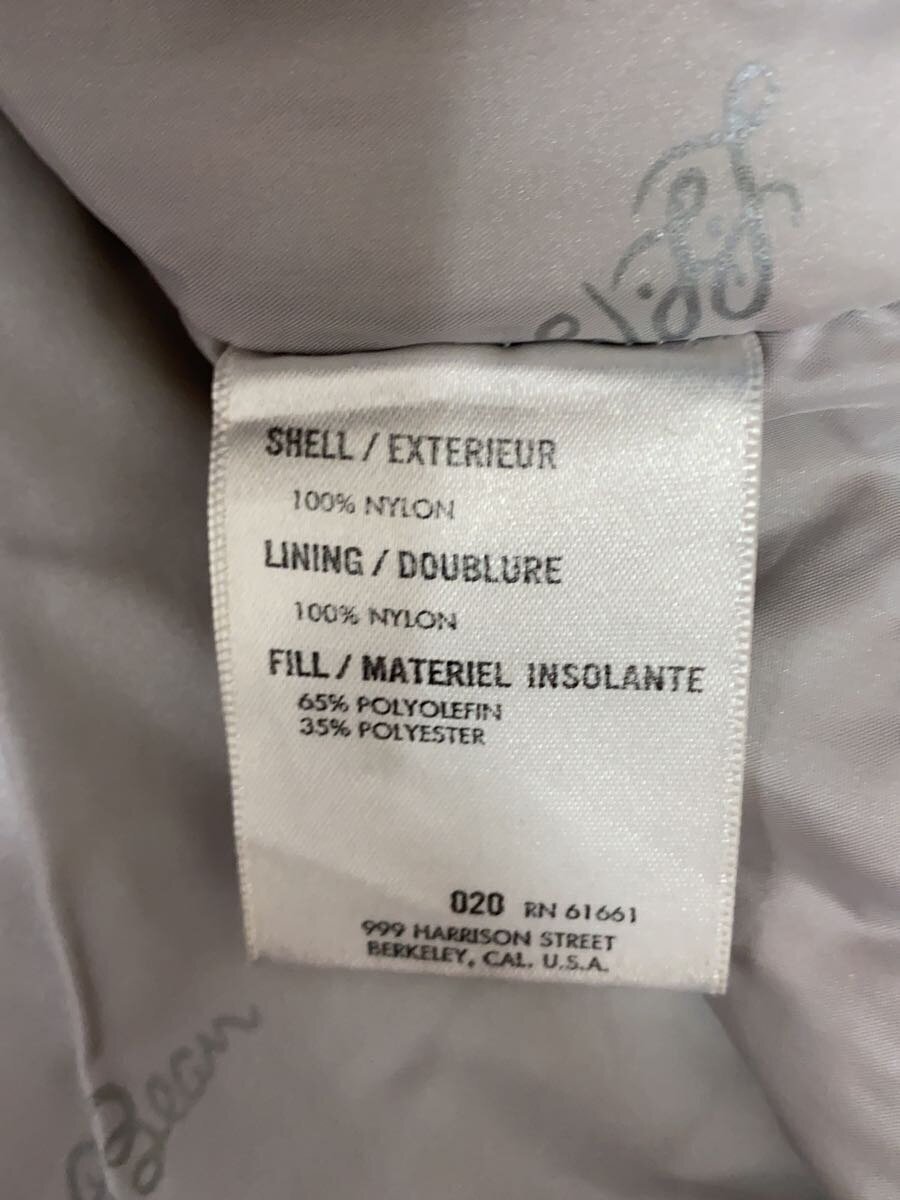 SHELL / EXTERIEUR
100% NYLON
LINING / DOUBLURE
100% NYLON
FILL / MATERIEL INSOLANTE
65% POLYOLEFIN
35% POLYESTER
020 RN 61661
999 HARRISON STREET
BERKELEY, CAL. U.S.A.
Bean